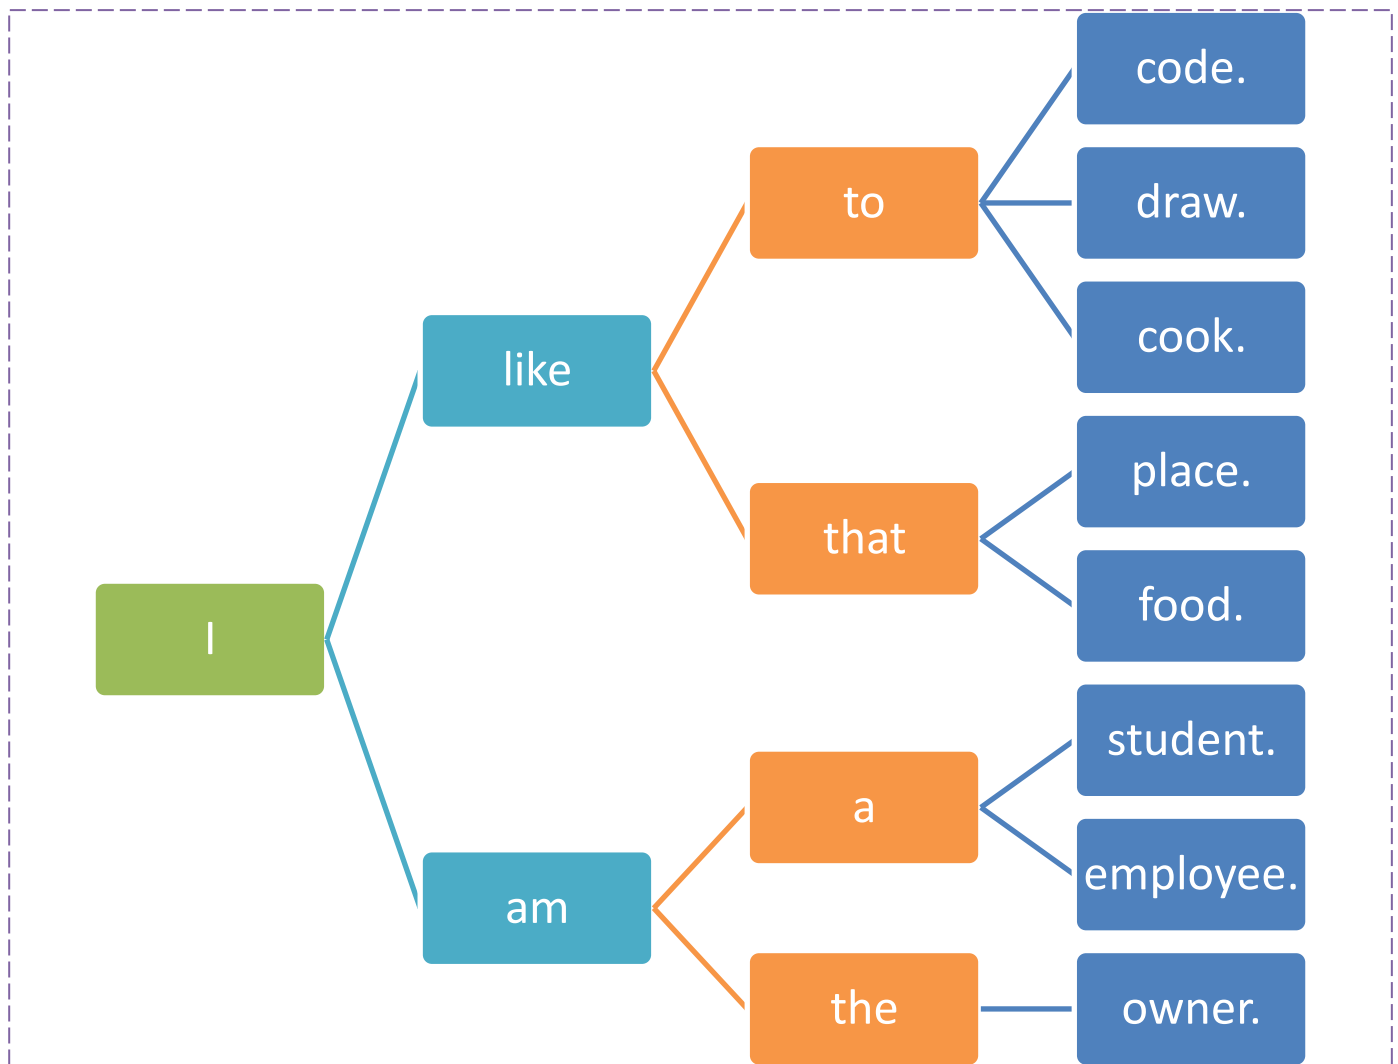 I
like
am
to
that
a
the
code.
draw.
cook.
place.
food.
student.
employee.
owner.